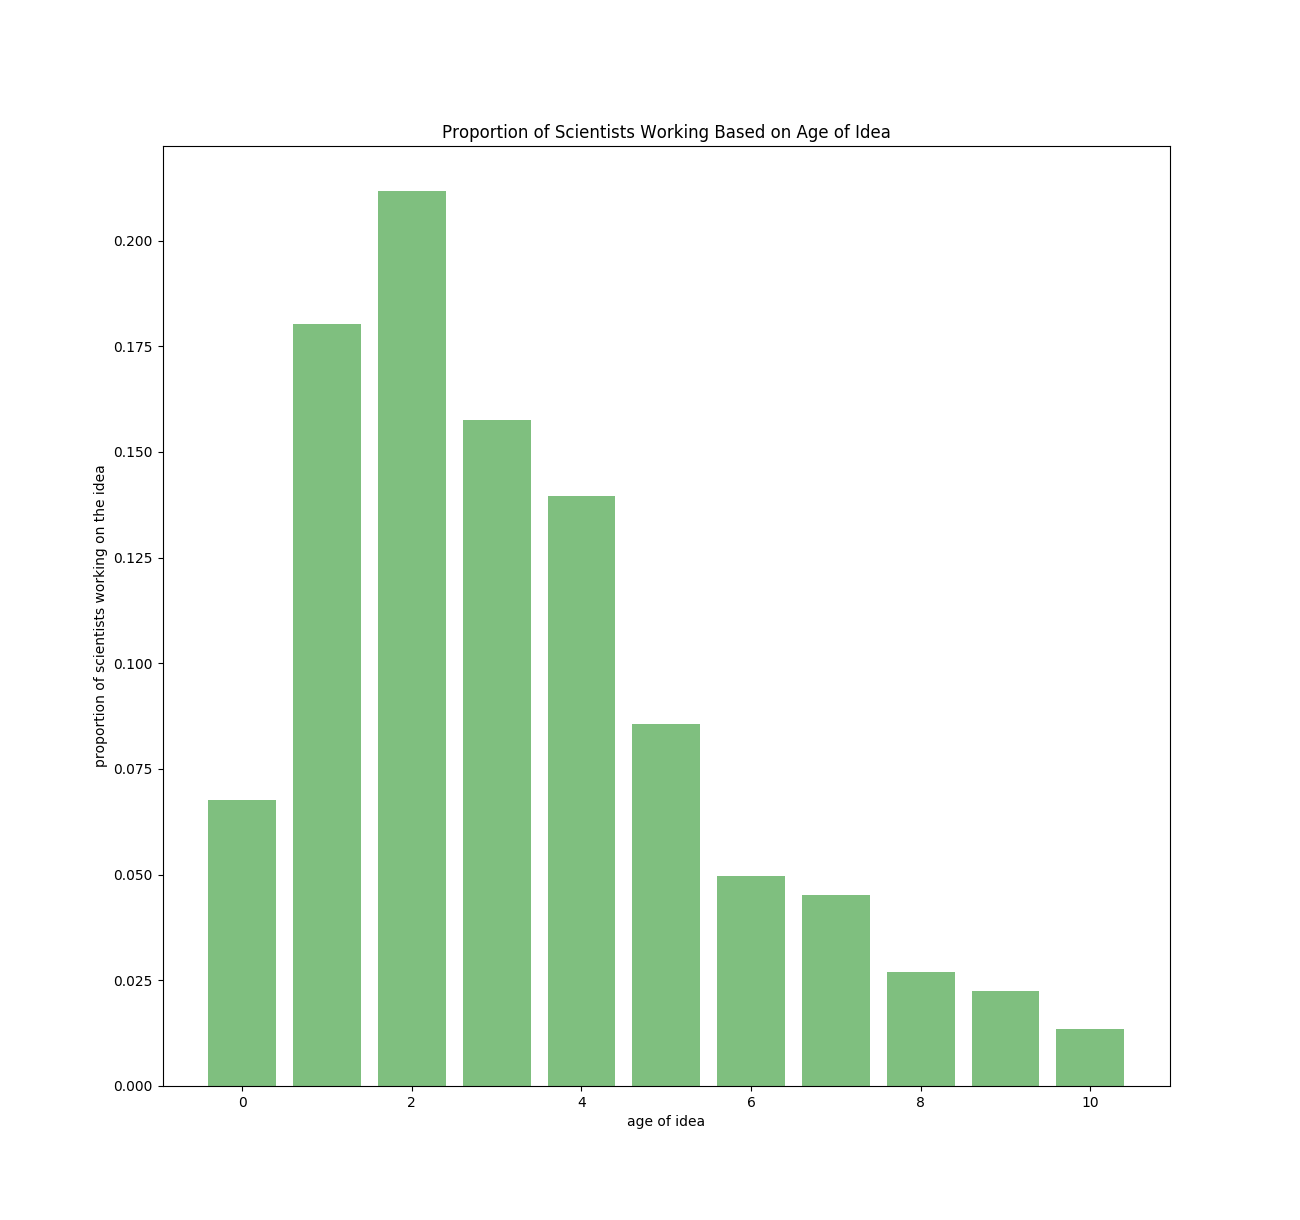 Proportion of Scientists Working Based on Age of Idea
proportion of scientists working on the idea
0.200
0.175
0.150
0.125
0.100
0.075
0.050
0.025
0.000
0 2 4 6 8 10
age of idea